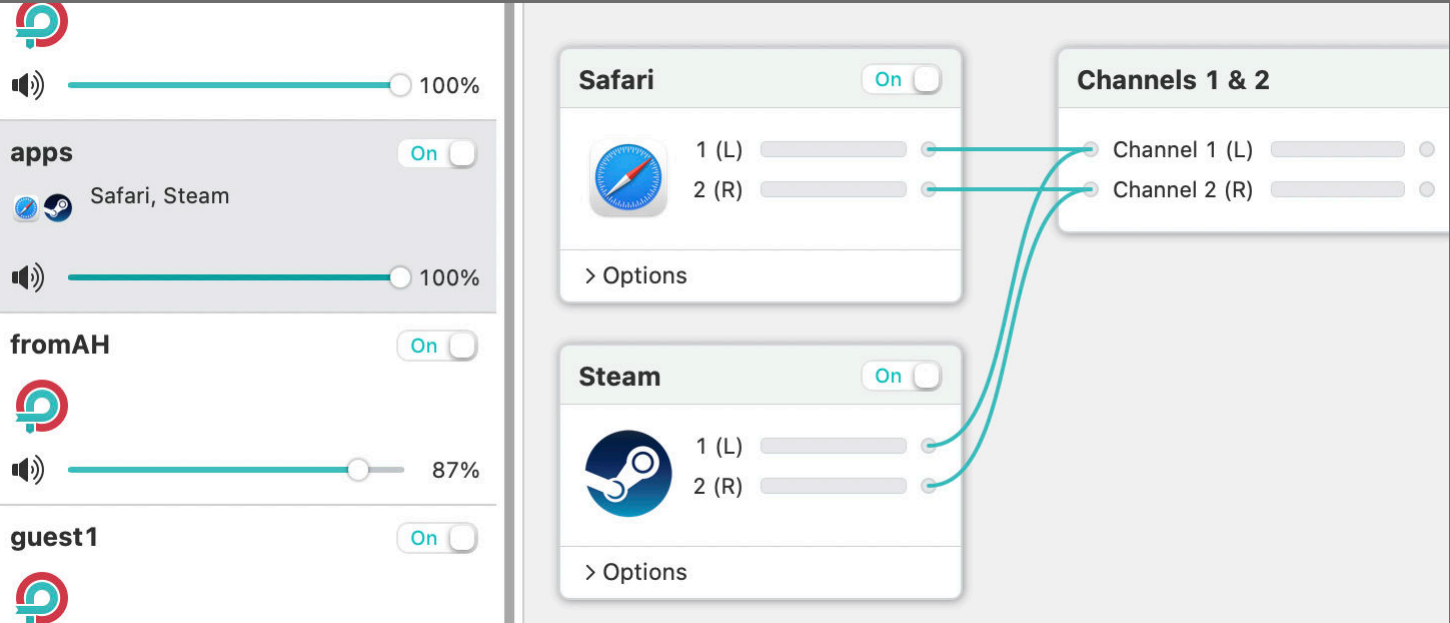 100%
apps
On
Safari, Steam
100%
fromAH
On
87%
guest1
On
Safari
On
1 (L)
2 (R)
> Options
Steam
On
1 (L)
2 (R)
> Options
Channels 1 & 2
Channel 1 (L)
Channel 2 (R)